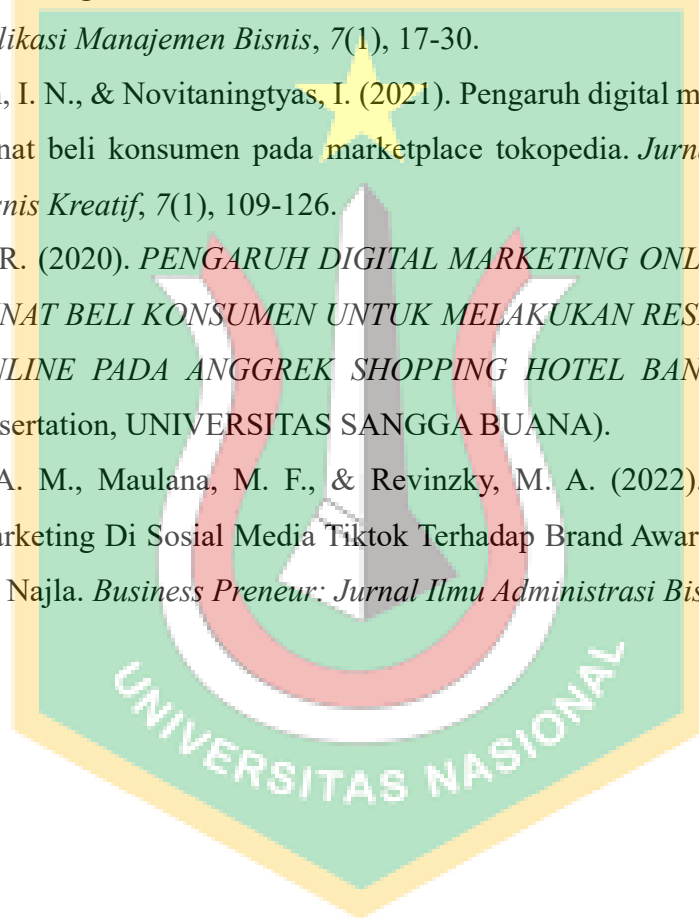 likasi Manajemen Bisnis, 7(1), 17-30.
, I. N., & Novitaningtyas, I. (2021). Pengaruh digital m
nat beli konsumen pada marketplace tokopedia. Jurn
snis Kreatif, 7(1), 109-126.
R. (2020). PENGARUH DIGITAL MARKETING ONL
NAT BELI KONSUMEN UNTUK MELAKUKAN RES
NLINE PADA ANGGREK SHOPPING HOTEL BAN
sertation, UNIVERSITAS SANGGA BUANA).
A. M., Maulana, M. F., & Revinzky, M. A. (2022).
arketing Di Sosial Media Tiktok Terhadap Brand Awar
Najla. Business Preneur: Jurnal Ilmu Administrasi Bis
UNIVERSITAS NASIONAL